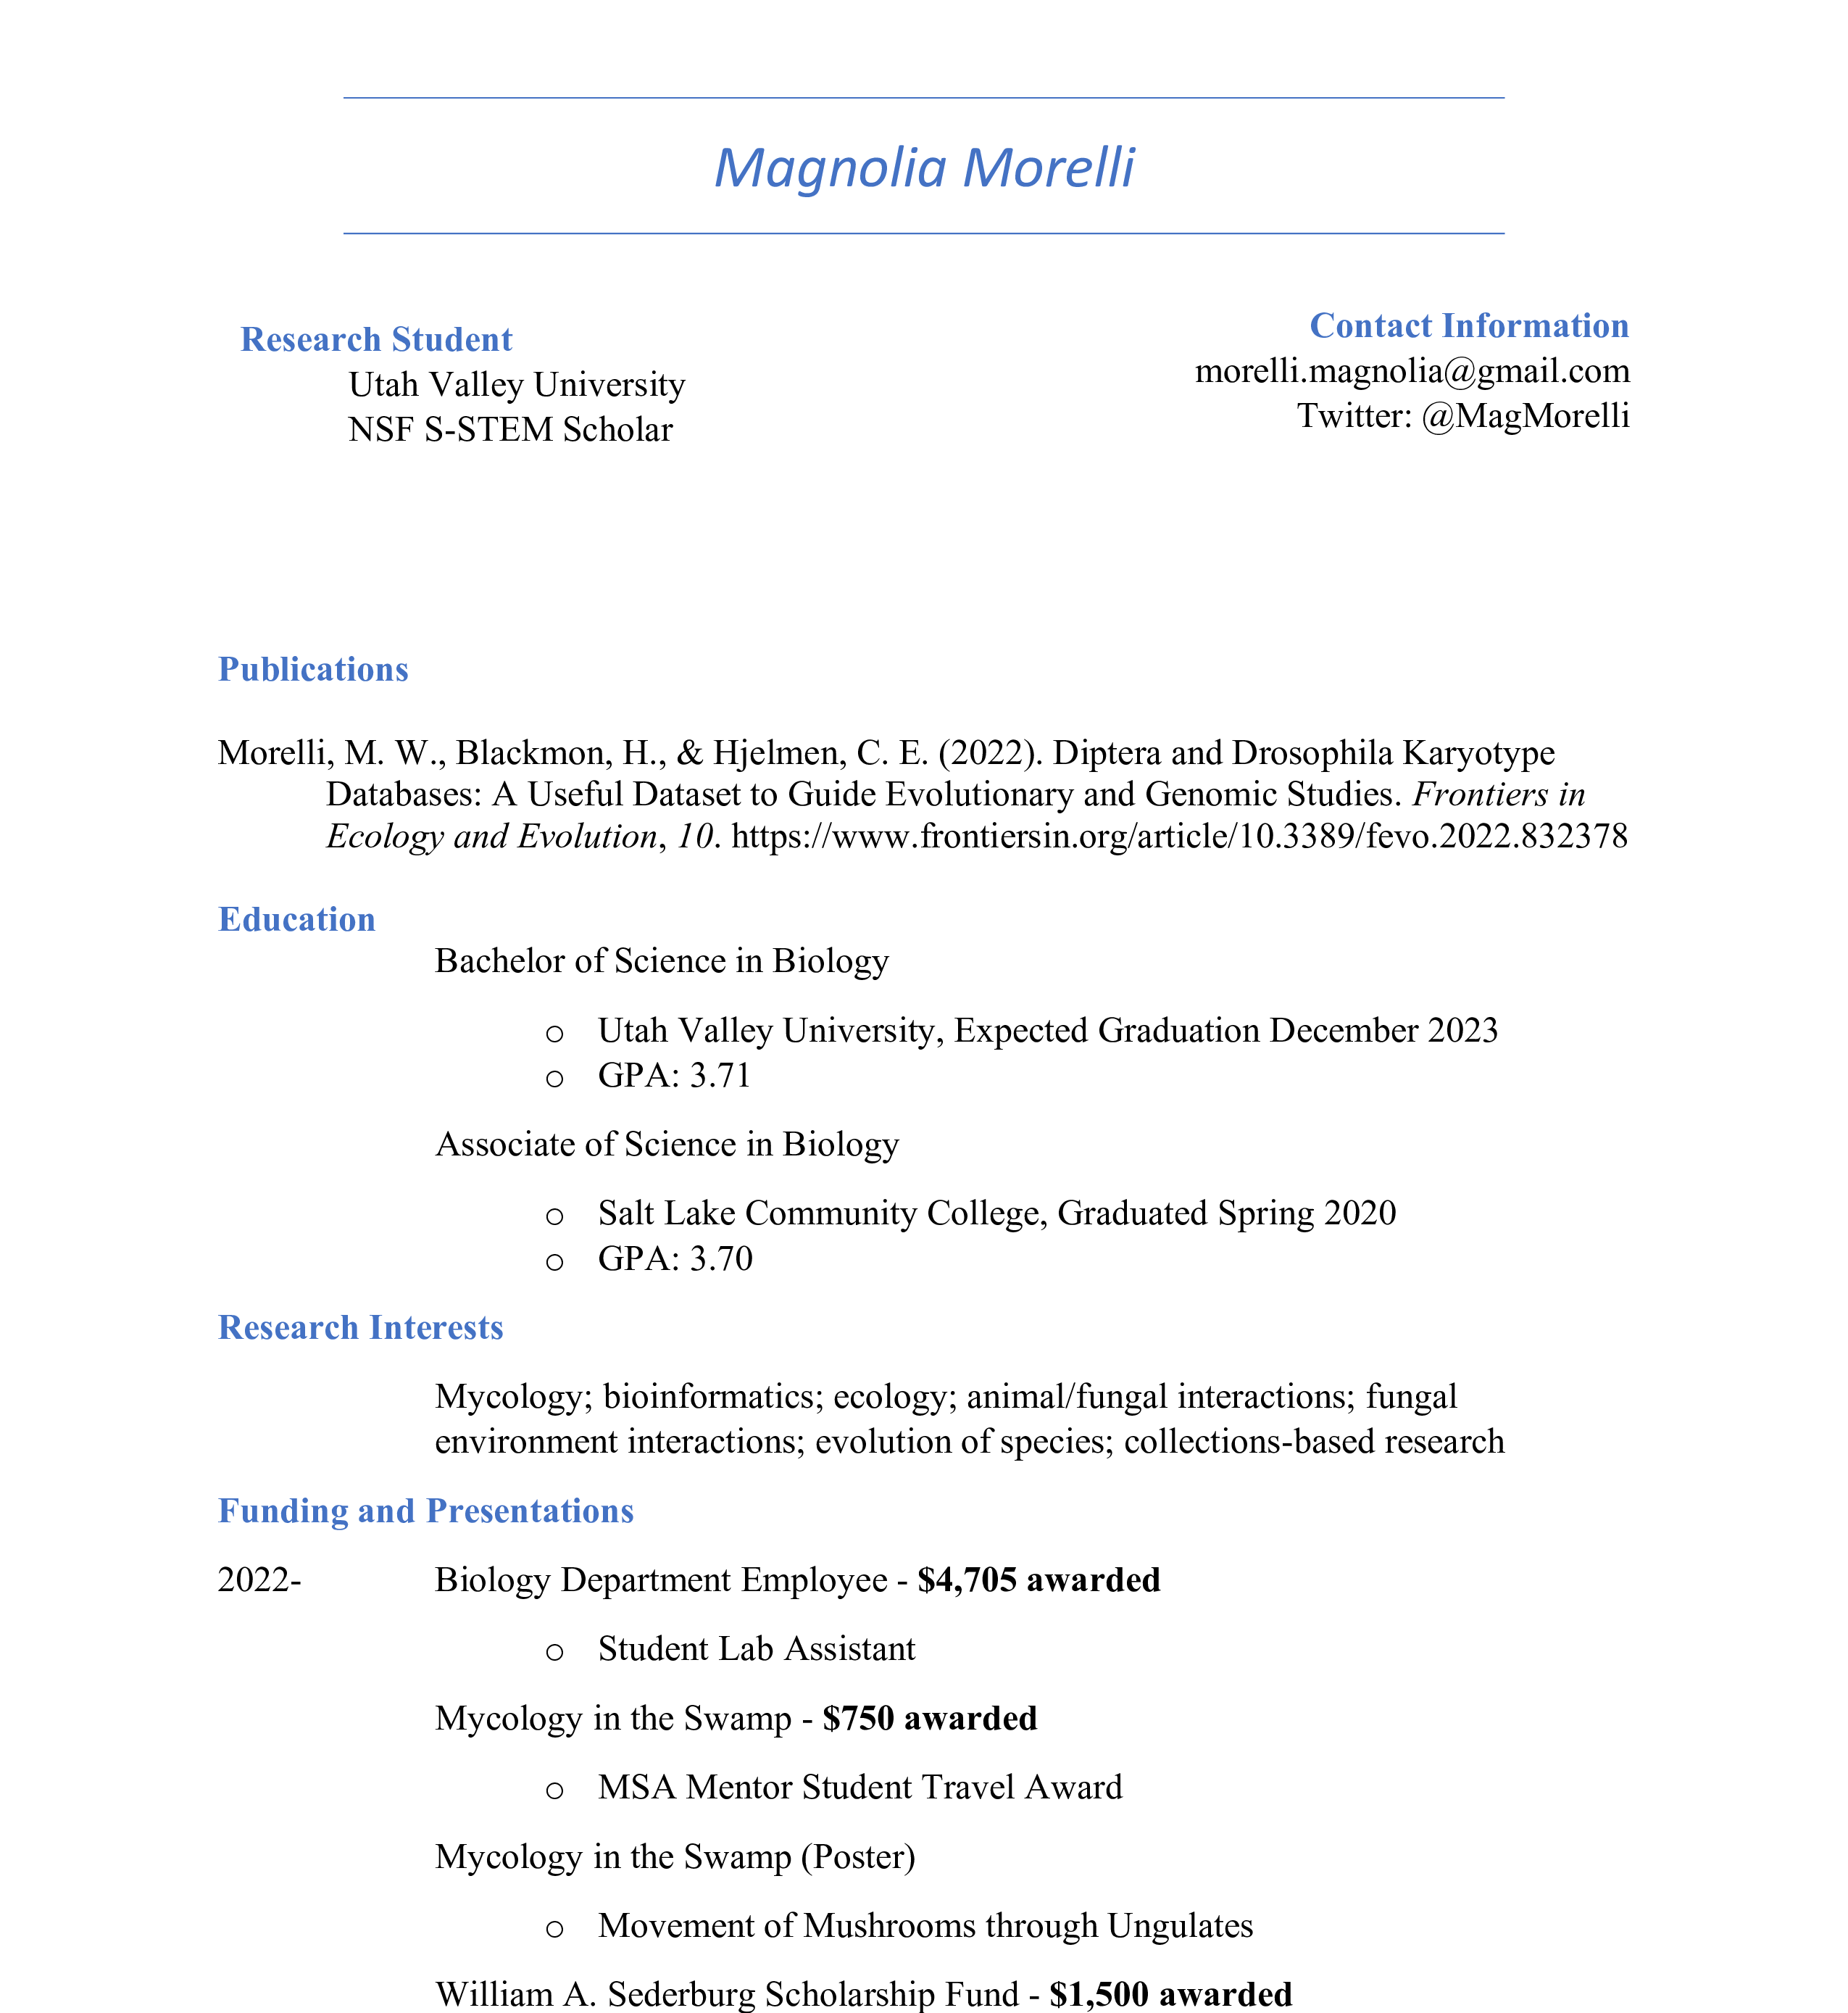 Magnolia Morelli
Research Student
Utah Valley University
NSF S-STEM Scholar
Contact Information
morelli.magnolia@gmail.com
Twitter: @MagMorelli
Publications
Morelli, M. W., Blackmon, H., & Hjelmen, C. E. (2022). Diptera and Drosophila Karyotype
Databases: A Useful Dataset to Guide Evolutionary and Genomic Studies. Frontiers in
Ecology and Evolution, 10. https://www.frontiersin.org/article/10.3389/fevo.2022.832378
Education
Bachelor of Science in Biology
o Utah Valley University, Expected Graduation December 2023
o GPA: 3.71
Associate of Science in Biology
o Salt Lake Community College, Graduated Spring 2020
o GPA: 3.70
Research Interests
Mycology; bioinformatics; ecology; animal/fungal interactions; fungal
environment interactions; evolution of species; collections-based research
Funding and Presentations
2022- Biology Department Employee - $4,705 awarded
o Student Lab Assistant
Mycology in the Swamp - $750 awarded
o MSA Mentor Student Travel Award
Mycology in the Swamp (Poster)
o Movement of Mushrooms through Ungulates
William A. Sederburg Scholarship Fund - $1,500 awarded